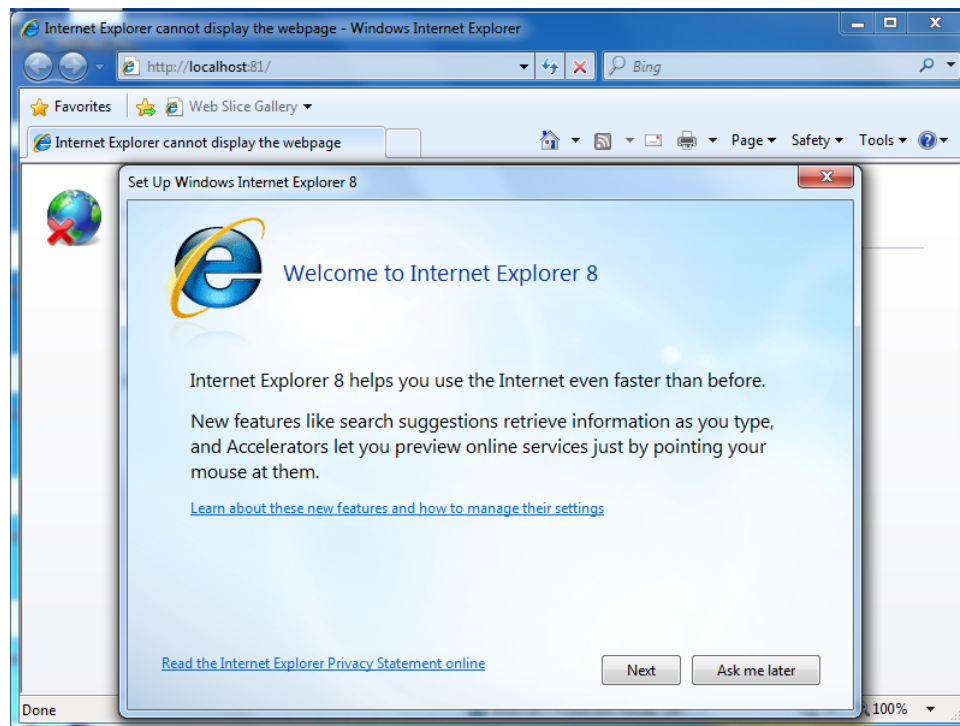 Internet Explorer cannot display the webpage - Windows Internet Explorer
http://localhost:81/
Bing
Favorites
Web Slice Gallery
Internet Explorer cannot display the webpage
Page
Safety
Tools
Set Up Windows Internet Explorer 8
Welcome to Internet Explorer 8
Internet Explorer 8 helps you use the Internet even faster than before.
New features like search suggestions retrieve information as you type,
and Accelerators let you preview online services just by pointing your
mouse at them.
Learn about these new features and how to manage their settings
Read the Internet Explorer Privacy Statement online
Next
Ask me later
Done
100%